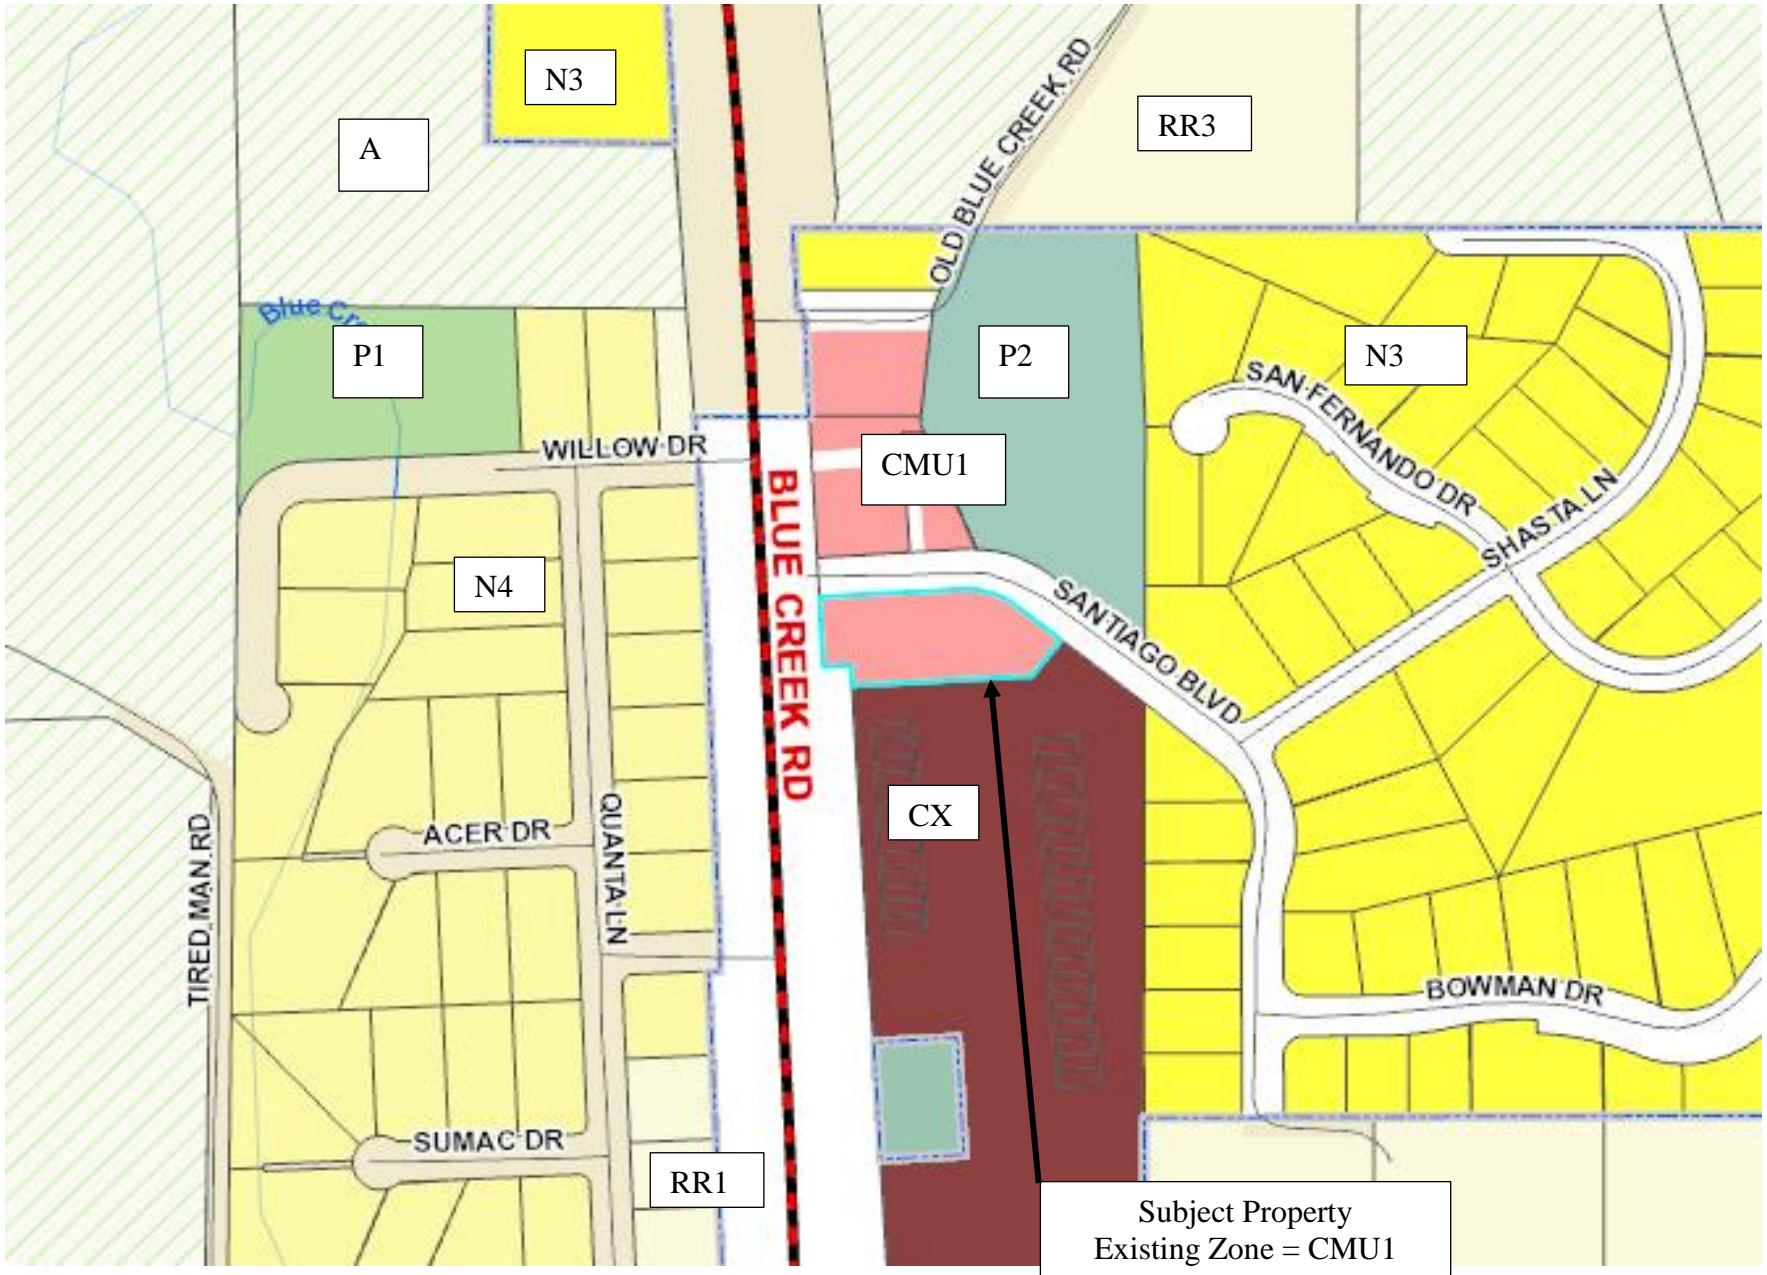 N3
A
RR3
OLD BLUE CREEK RD
Blue Cre
P1
P2
N3
SAN FERNANDO DR
WILLOW DR
CMU1
BLUE CREEK RD
SHASTA LN
N4
SANTIAGO BLVD
CX
ACER DR
QUANTA LN
TIRED MAN RD
BOWMAN DR
SUMAC DR
RR1
Subject Property
Existing Zone = CMU1